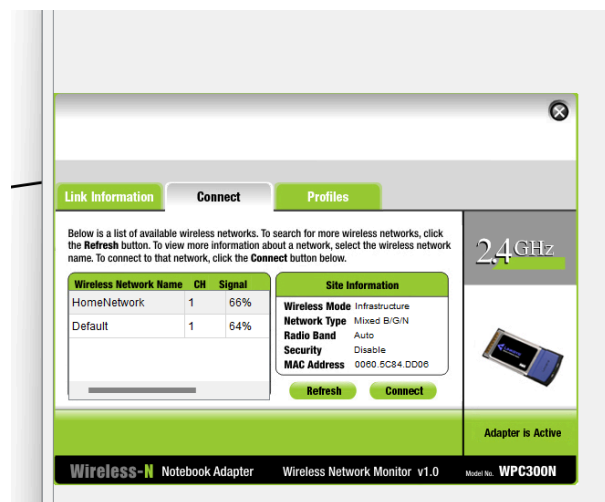 Link Information
Connect
Profiles
Below is a list of available wireless networks. To search for more wireless networks, click
the Refresh button. To view more information about a network, select the wireless network
name. To connect to that network, click the Connect button below.
2.4GHz
Wireless Network Name CH Signal
HomeNetwork 1 66%
Default 1 64%
Site Information
Wireless Mode Infrastructure
Network Type Mixed B/G/N
Radio Band Auto
Security Disable
MAC Address 0060.5C84.DD06
Refresh
Connect
Adapter is Active
Wireless-N Notebook Adapter Wireless Network Monitor v1.0 Model No. WPC300N